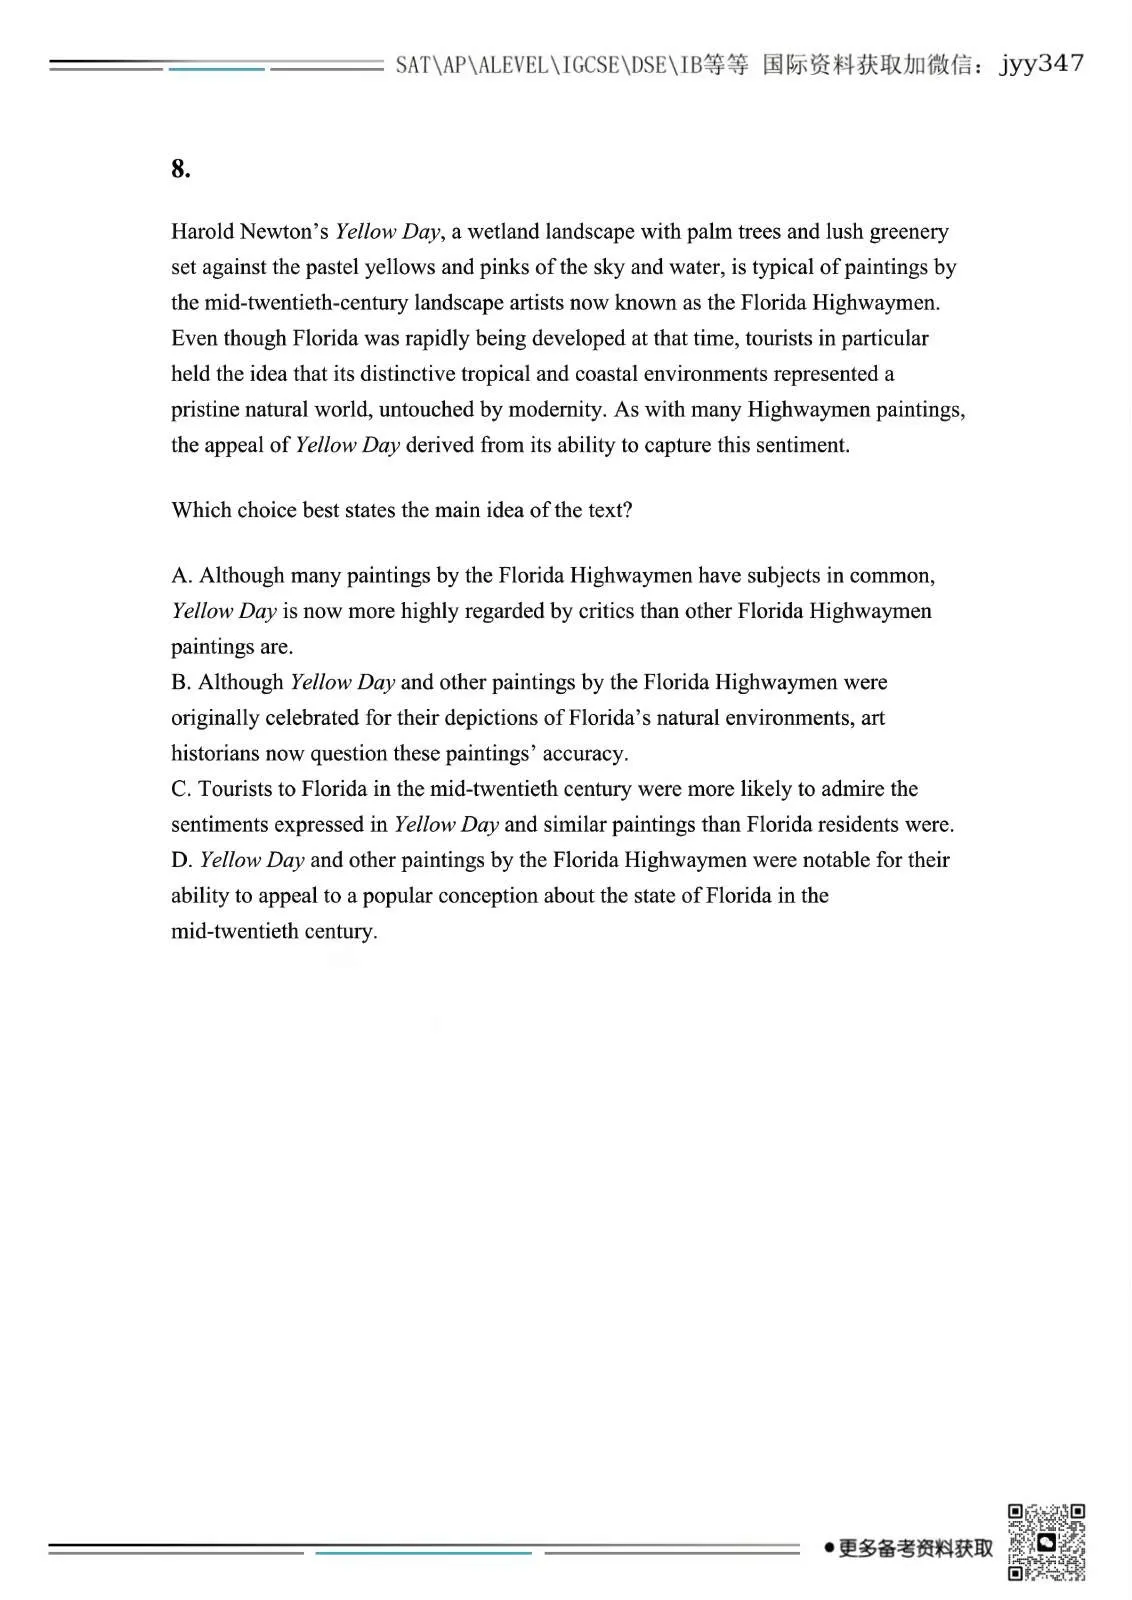 SAT\AP\ALEVEL\IGCSE\DSE\IB等等 国际资料获取加微信: jyy347
8.
Harold Newton’s Yellow Day, a wetland landscape with palm trees and lush greenery
set against the pastel yellows and pinks of the sky and water, is typical of paintings by
the mid-twentieth-century landscape artists now known as the Florida Highwaymen.
Even though Florida was rapidly being developed at that time, tourists in particular
held the idea that its distinctive tropical and coastal environments represented a
pristine natural world, untouched by modernity. As with many Highwaymen paintings,
the appeal of Yellow Day derived from its ability to capture this sentiment.
Which choice best states the main idea of the text?
A. Although many paintings by the Florida Highwaymen have subjects in common,
Yellow Day is now more highly regarded by critics than other Florida Highwaymen
paintings are.
B. Although Yellow Day and other paintings by the Florida Highwaymen were
originally celebrated for their depictions of Florida’s natural environments, art
historians now question these paintings’ accuracy.
C. Tourists to Florida in the mid-twentieth century were more likely to admire the
sentiments expressed in Yellow Day and similar paintings than Florida residents were.
D. Yellow Day and other paintings by the Florida Highwaymen were notable for their
ability to appeal to a popular conception about the state of Florida in the
mid-twentieth century.
●更多备考资料获取